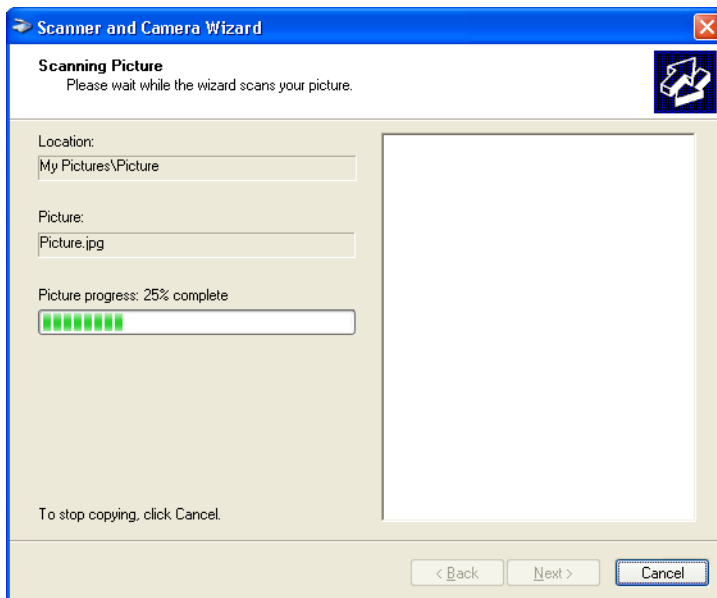 Scanner and Camera Wizard
Scanning Picture
Please wait while the wizard scans your picture.
Location:
My Pictures\Picture
Picture:
Picture.jpg
Picture progress: 25% complete
To stop copying, click Cancel.
< Back Next > Cancel